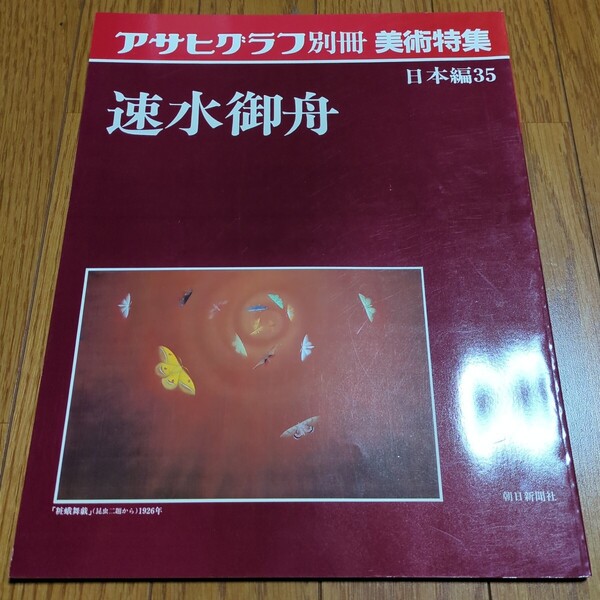 アサヒグラフ別冊 美術特集
日本編35
速水御舟
「粧蛾舞戯」(昆虫二題から)1926年
朝日新聞社